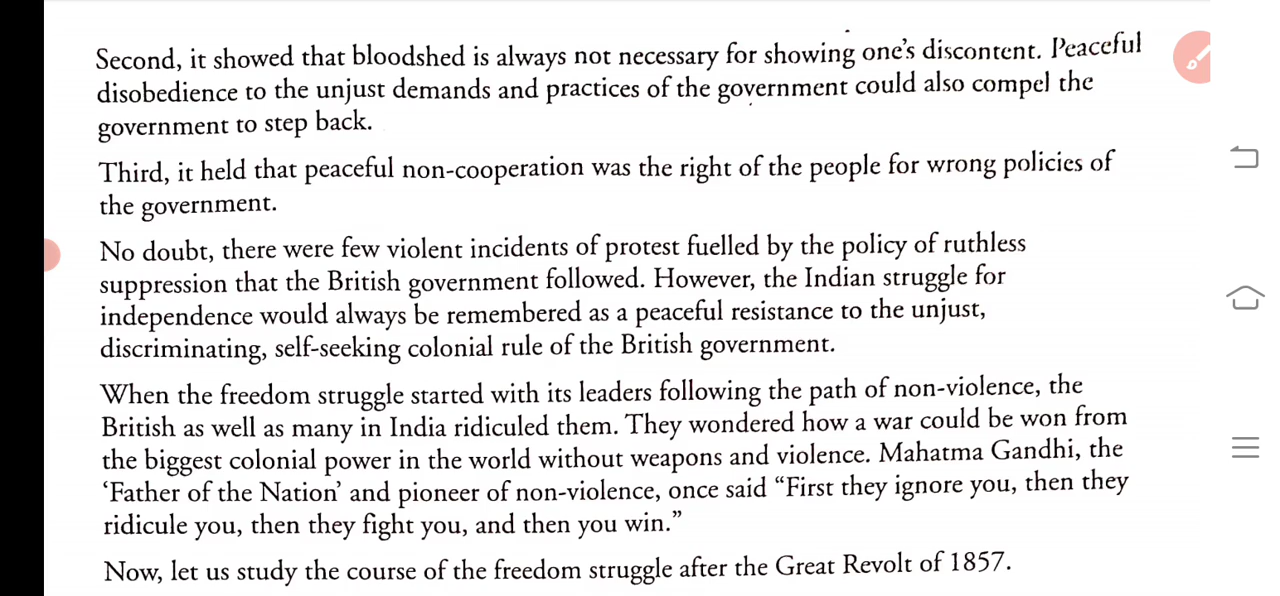 Second, it showed that bloodshed is always not necessary for showing one's discontent. Peaceful
disobedience to the unjust demands and practices of the government could also compel the
government to step back.
Third, it held that peaceful non-cooperation was the right of the people for wrong policies of
the government.
No doubt, there were few violent incidents of protest fuelled by the policy of ruthless
suppression that the British government followed. However, the Indian struggle for
independence would always be remembered as a peaceful resistance to the unjust,
discriminating, self-seeking colonial rule of the British government.
When the freedom struggle started with its leaders following the path of non-violence, the
British as well as many in India ridiculed them. They wondered how a war could be won from
the biggest colonial power in the world without weapons and violence. Mahatma Gandhi, the
‘Father of the Nation’ and pioneer of non-violence, once said “First they ignore you, then they
ridicule you, then they fight you, and then you win.”
Now, let us study the course of the freedom struggle after the Great Revolt of 1857.